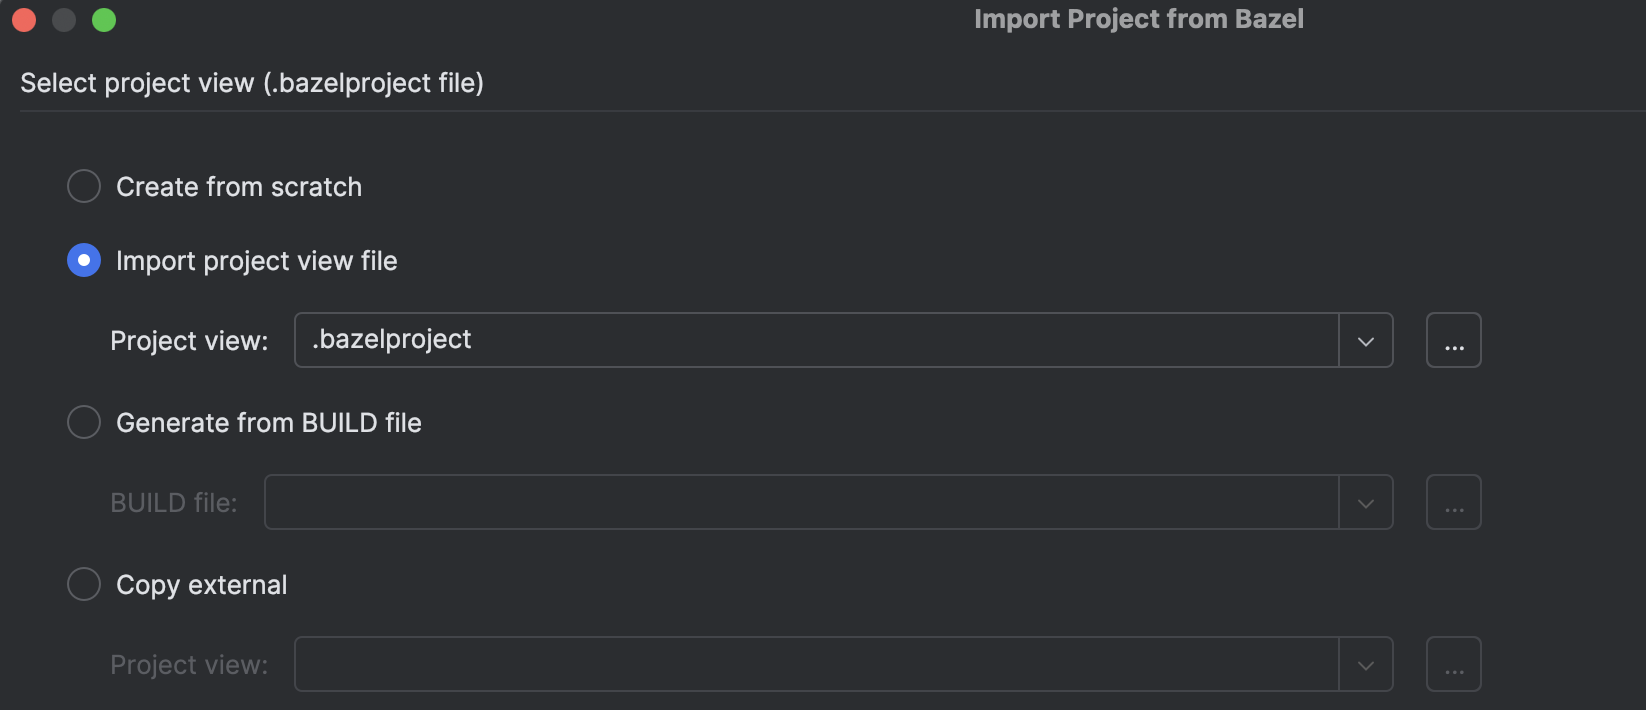 Import Project from Bazel
Select project view (.bazelproject file)
Create from scratch
Import project view file
Project view: .bazelproject ...
Generate from BUILD file
BUILD file: ...
Copy external
Project view: ...